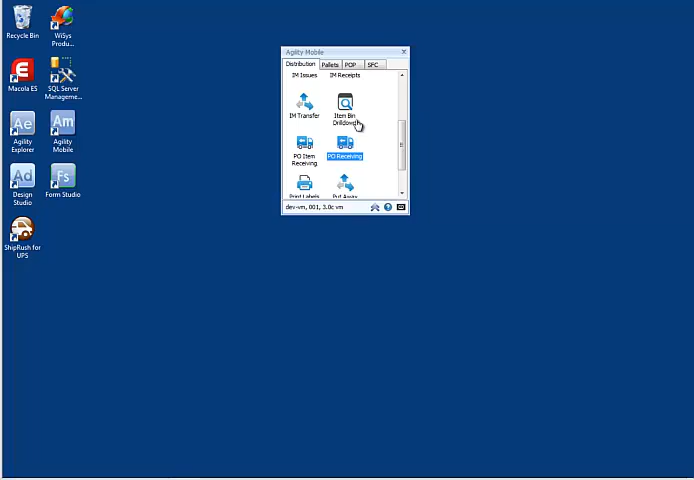 Recycle Bin
WiSys
Produ...
Macola ES
SQL Server
Manageme...
Agility
Explorer
Agility
Mobile
Design
Studio
Form Studio
ShipRush for
UPS
Agility Mobile
Distribution
Pallets
POP
SFC
IM Issues
IM Receipts
IM Transfer
Item Bin
Drilldown
PO Item
Receiving
PO Receiving
Print Labels
Put Away
dev-vm, 001, 3.0c vm